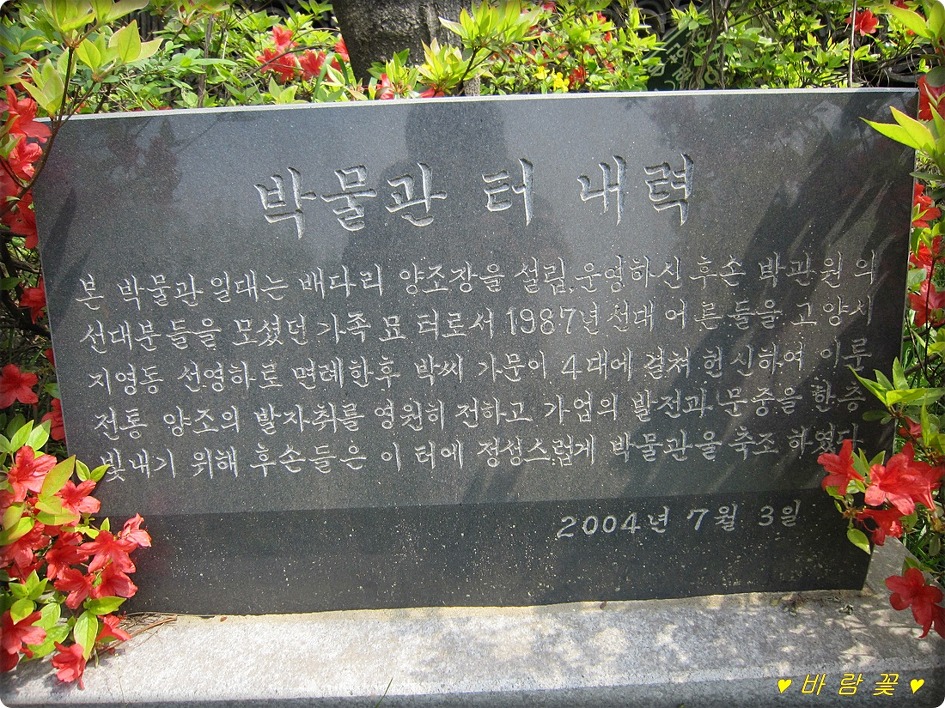 박물관 터 내력
본 박물관 일대는 배다리 양조장을 설립,운영하신 후손 박관원의
선대분들을 모셨던 가족 묘 터로서 1987년 선대 어른들을 고양시
지영동 선영하로 면례한후 박씨 가문이 4대에 걸쳐 헌신하여 이룬
전통 양조의 발자취를 영원히 전하고 가업의 발전과 문중을 한층
빛내기 위해 후손들은 이 터에 정성스럽게 박물관을 축조 하였다
2004년 7월 3일
♥ 바 람 꽃 ♥